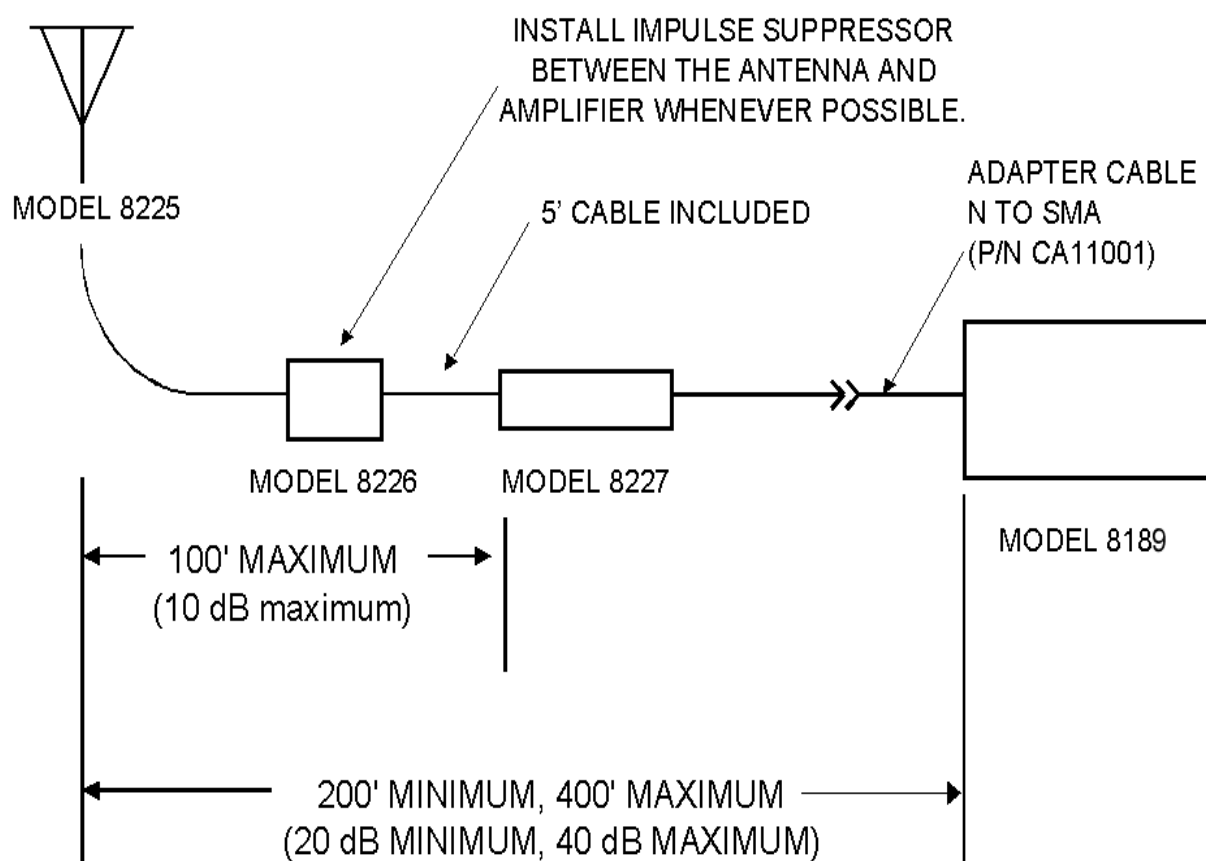 INSTALL IMPULSE SUPPRESSOR
BETWEEN THE ANTENNA AND
AMPLIFIER WHENEVER POSSIBLE.
ADAPTER CABLE
N TO SMA
(P/N CA11001)
MODEL 8225
5’ CABLE INCLUDED
MODEL 8226
MODEL 8227
MODEL 8189
100' MAXIMUM
(10 dB maximum)
200' MINIMUM, 400' MAXIMUM
(20 dB MINIMUM, 40 dB MAXIMUM)